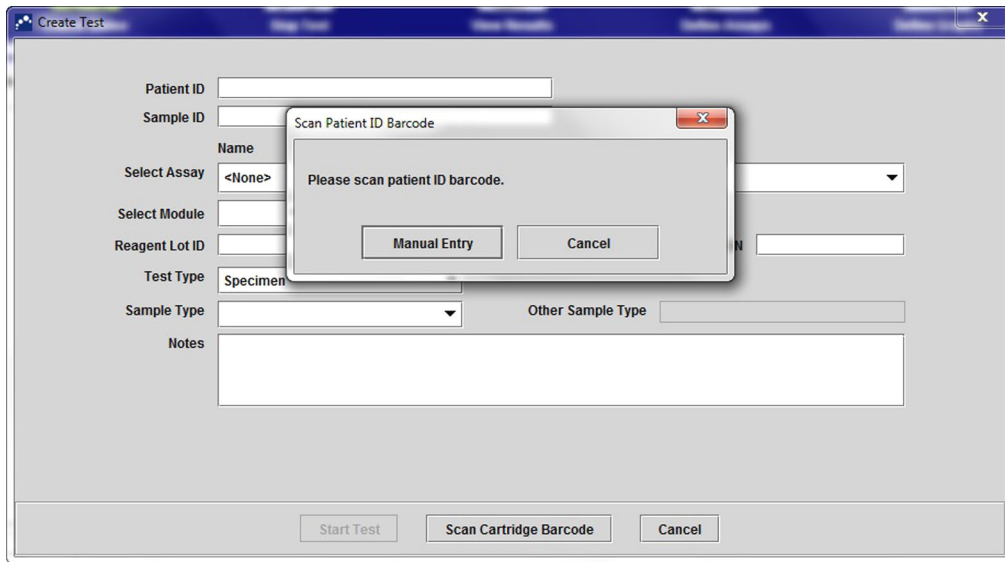 Create Test
Patient ID
Sample ID
Scan Patient ID Barcode
Please scan patient ID barcode.
Manual Entry
Cancel
Name
Select Assay
<None>
Select Module
Reagent Lot ID
Test Type
Specimen
Sample Type
Other Sample Type
Notes
Start Test
Scan Cartridge Barcode
Cancel